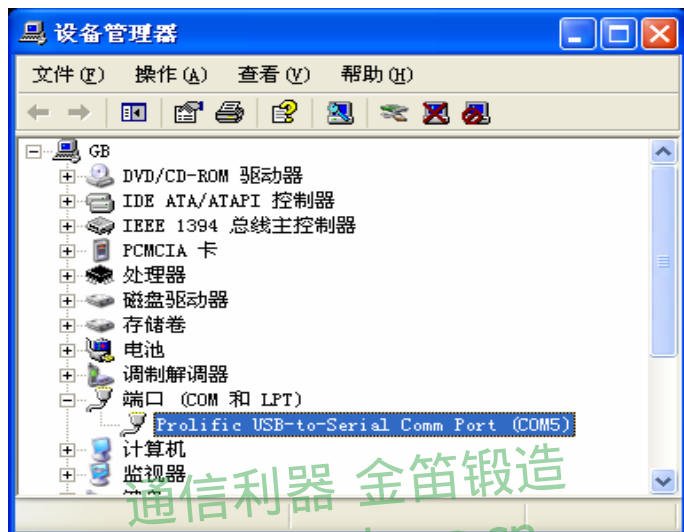 设备管理器
文件(F) 操作(A) 查看(V) 帮助(H)
GB
DVD/CD-ROM 驱动器
IDE ATA/ATAPI 控制器
IEEE 1394 总线主控制器
PCMCIA 卡
处理器
磁盘驱动器
存储卷
电池
调制解调器
端口 (COM 和 LPT)
Prolific USB-to-Serial Comm Port (COM5)
计算机
监视器
通信利器 金笛锻造